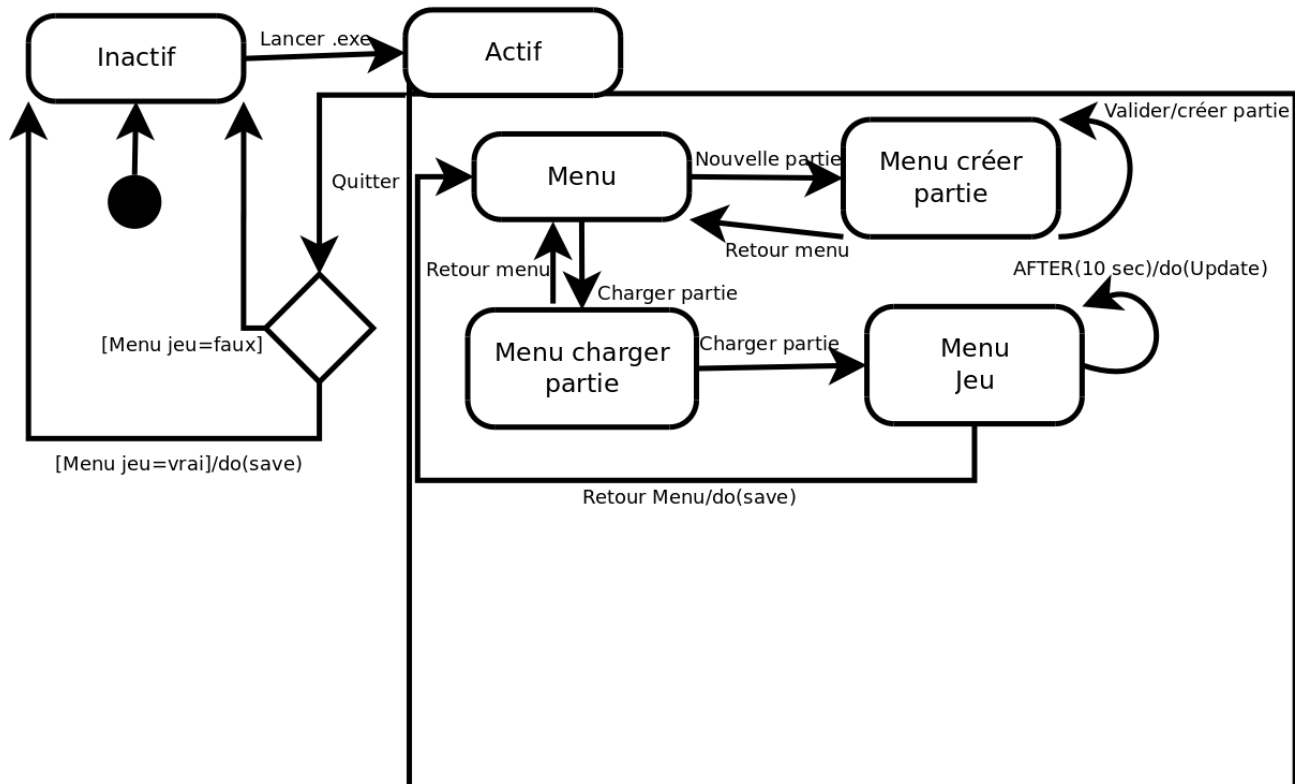 Inactif
Lancer .exe
Actif
Quitter
[Menu jeu=faux]
[Menu jeu=vrai]/do(save)
Menu
Nouvelle partie
Menu créer
partie
Valider/créer partie
Retour menu
Retour menu
Charger partie
Menu charger
partie
Charger partie
Menu
Jeu
AFTER(10 sec)/do(Update)
Retour Menu/do(save)